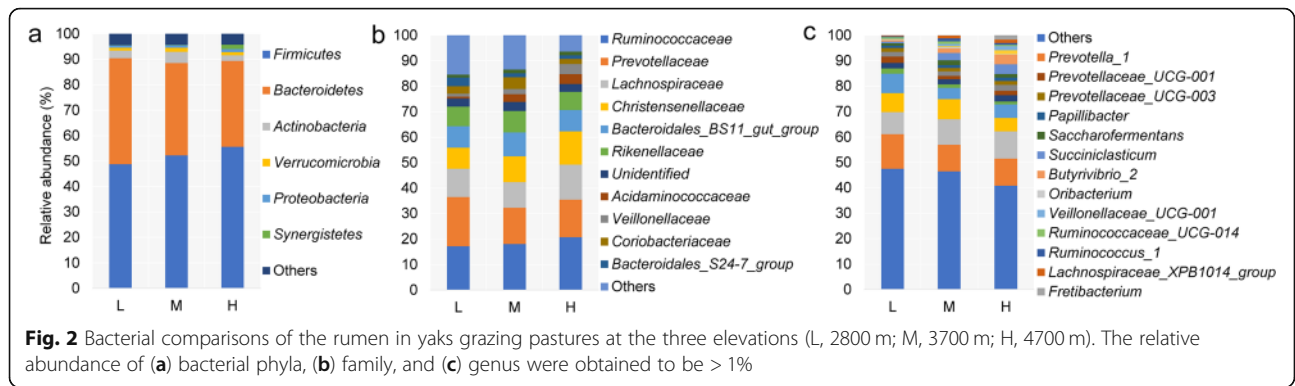 a
Relative abundance (%)
100
90
80
70
60
50
40
30
20
10
0
L M H
Firmicutes
Bacteroidetes
Actinobacteria
Verrucomicrobia
Proteobacteria
Synergistetes
Others
b
100
90
80
70
60
50
40
30
20
10
0
L M H
Ruminococcaceae
Prevotellaceae
Lachnospiraceae
Christensenellaceae
Bacteroidales_BS11_gut_group
Rikenellaceae
Unidentified
Acidaminococcaceae
Veillonellaceae
Coriobacteriaceae
Bacteroidales_S24-7_group
Others
c
100
90
80
70
60
50
40
30
20
10
0
L M H
Others
Prevotella_1
Prevotellaceae_UCG-001
Prevotellaceae_UCG-003
Papillibacter
Saccharofermentans
Succiniclasticum
Butyrivibrio_2
Oribacterium
Veillonellaceae_UCG-001
Ruminococcaceae_UCG-014
Ruminococcus_1
Lachnospiraceae_XPB1014_group
Fretibacterium
Fig. 2 Bacterial comparisons of the rumen in yaks grazing pastures at the three elevations (L, 2800 m; M, 3700 m; H, 4700 m). The relative
abundance of (a) bacterial phyla, (b) family, and (c) genus were obtained to be > 1%